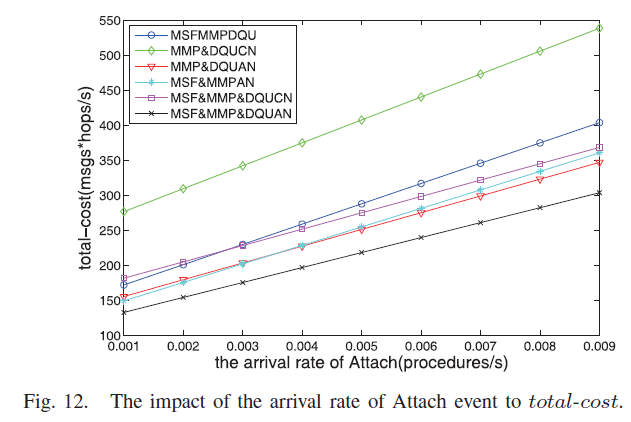 550
500
450
400
350
300
250
200
150
100
total-cost(msgs*hops/s)
MSFMMPDQU
MMP&DQUCN
MMP&DQUAN
MSF&MMPAN
MSF&MMP&DQUCN
MSF&MMP&DQUAN
0.001 0.002 0.003 0.004 0.005 0.006 0.007 0.008 0.009
the arrival rate of Attach(procedures/s)
Fig. 12. The impact of the arrival rate of Attach event to total-cost.